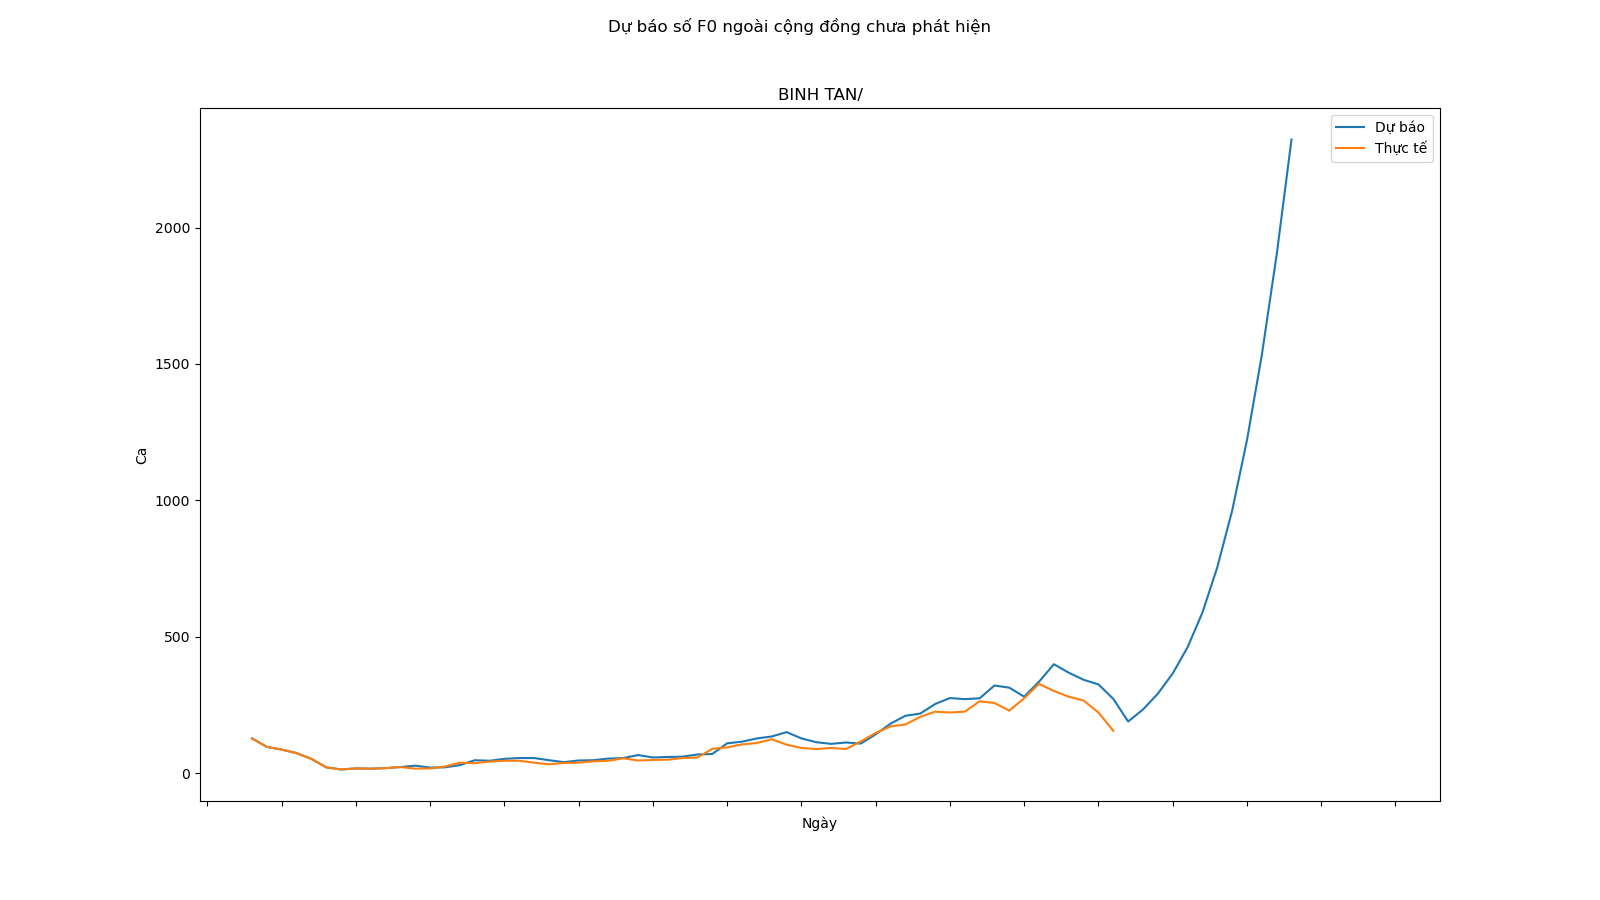 Dự báo số F0 ngoài cộng đồng chưa phát hiện
BINH TAN/
Dự báo
Thực tế
2000
1500
1000
500
0
Ca
Ngày